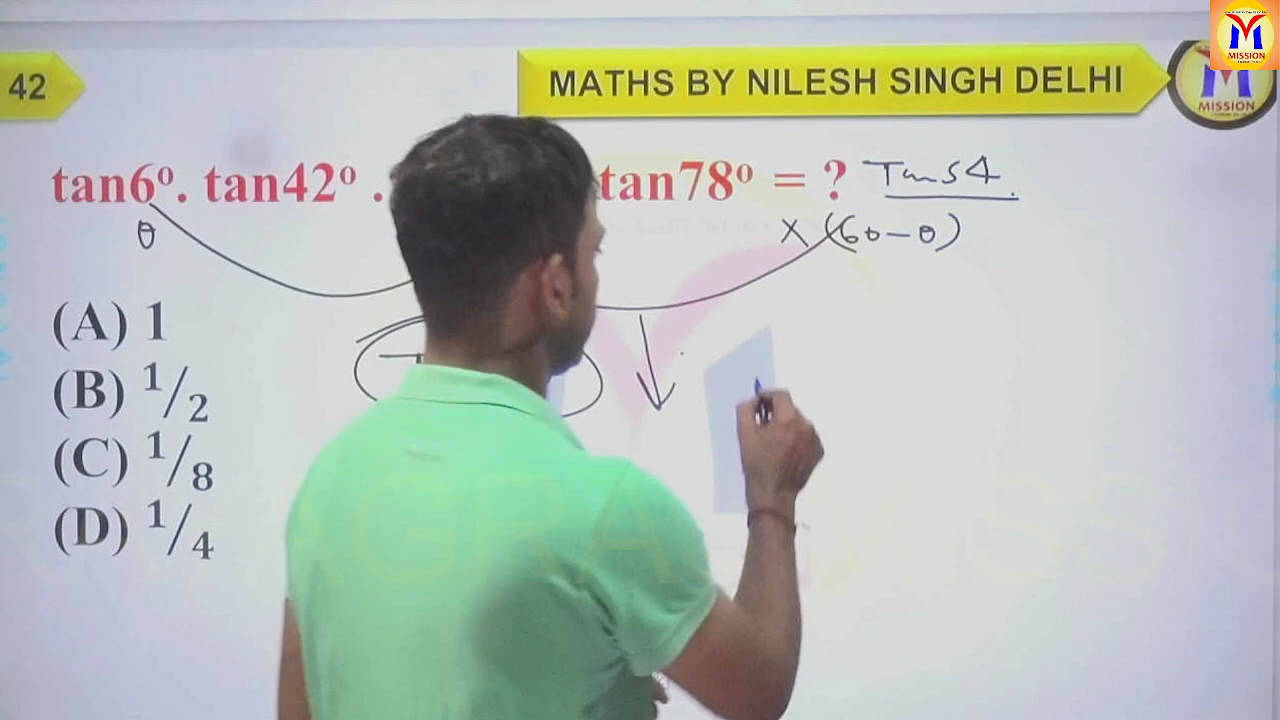 42
MATHS BY NILESH SINGH DELHI
MISSION
MISSION
tan6° . tan42° . tan78° = ? Tan54
θ
× (60-θ)
(A) 1
(B) 1/2
(C) 1/8
(D) 1/4